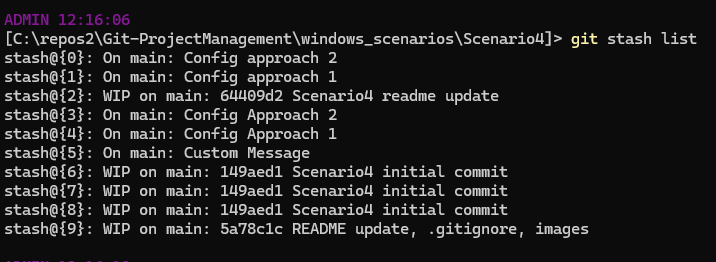 ADMIN 12:16:06
[C:\repos2\Git-ProjectManagement\windows_scenarios\Scenario4]> git stash list
stash@{0}: On main: Config approach 2
stash@{1}: On main: Config approach 1
stash@{2}: WIP on main: 64409d2 Scenario4 readme update
stash@{3}: On main: Config Approach 2
stash@{4}: On main: Config Approach 1
stash@{5}: On main: Custom Message
stash@{6}: WIP on main: 149aed1 Scenario4 initial commit
stash@{7}: WIP on main: 149aed1 Scenario4 initial commit
stash@{8}: WIP on main: 149aed1 Scenario4 initial commit
stash@{9}: WIP on main: 5a78c1c README update, .gitignore, images